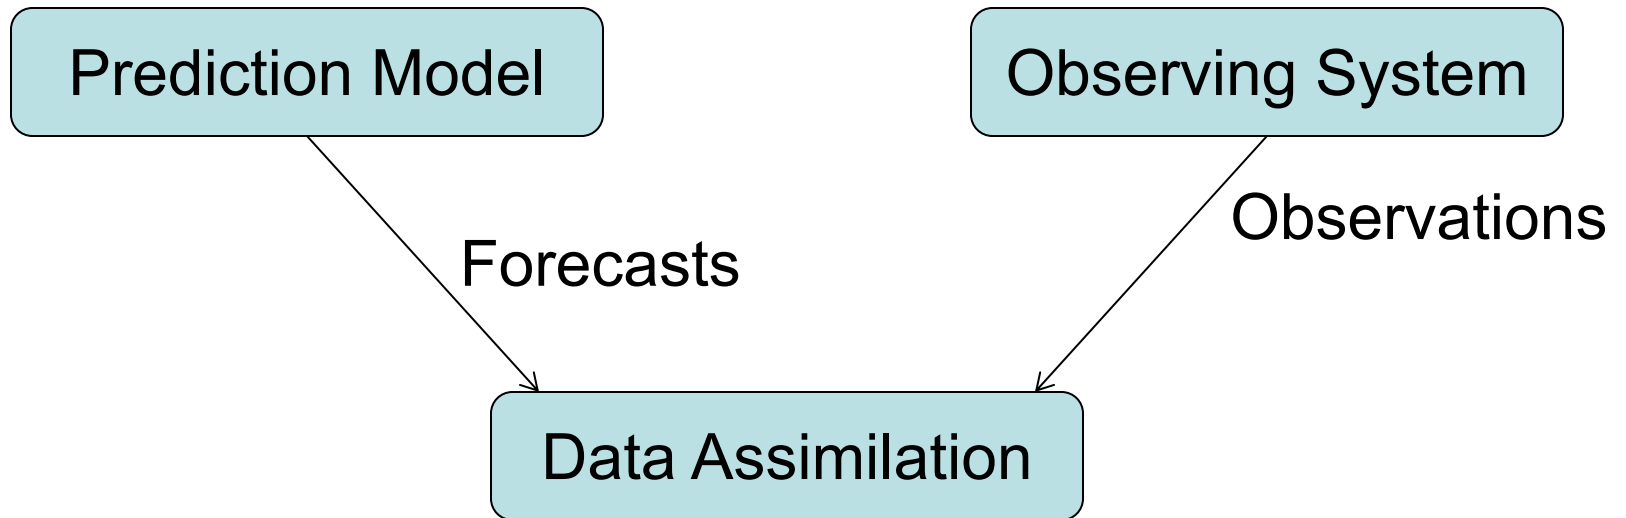 Prediction Model
Observing System
Observations
Forecasts
Data Assimilation